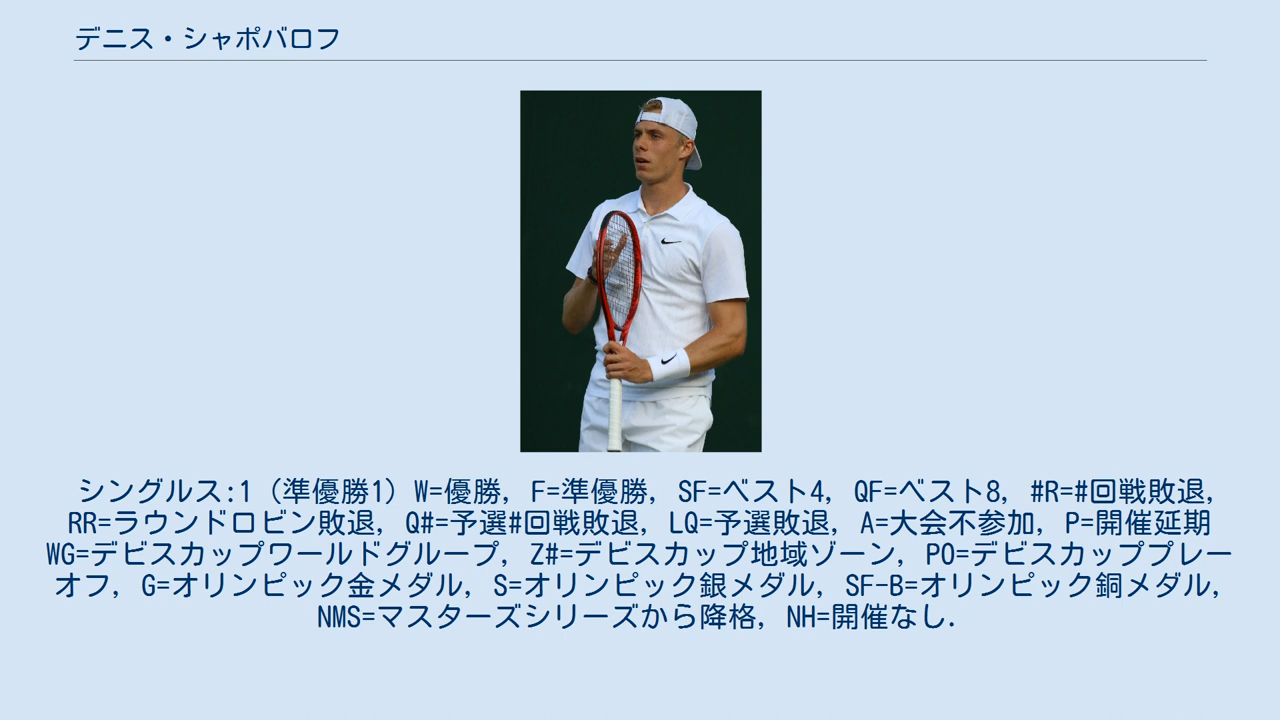 デニス・シャポバロフ
シングルス:1 (準優勝1) W=優勝, F=準優勝, SF=ベスト4, QF=ベスト8, #R=#回戦敗退,
RR=ラウンドロビン敗退, Q#=予選#回戦敗退, LQ=予選敗退, A=大会不参加, P=開催延期
WG=デビスカップワールドグループ, Z#=デビスカップ地域ゾーン, PO=デビスカッププレー
オフ, G=オリンピック金メダル, S=オリンピック銀メダル, SF-B=オリンピック銅メダル,
NMS=マスターズシリーズから降格, NH=開催なし.